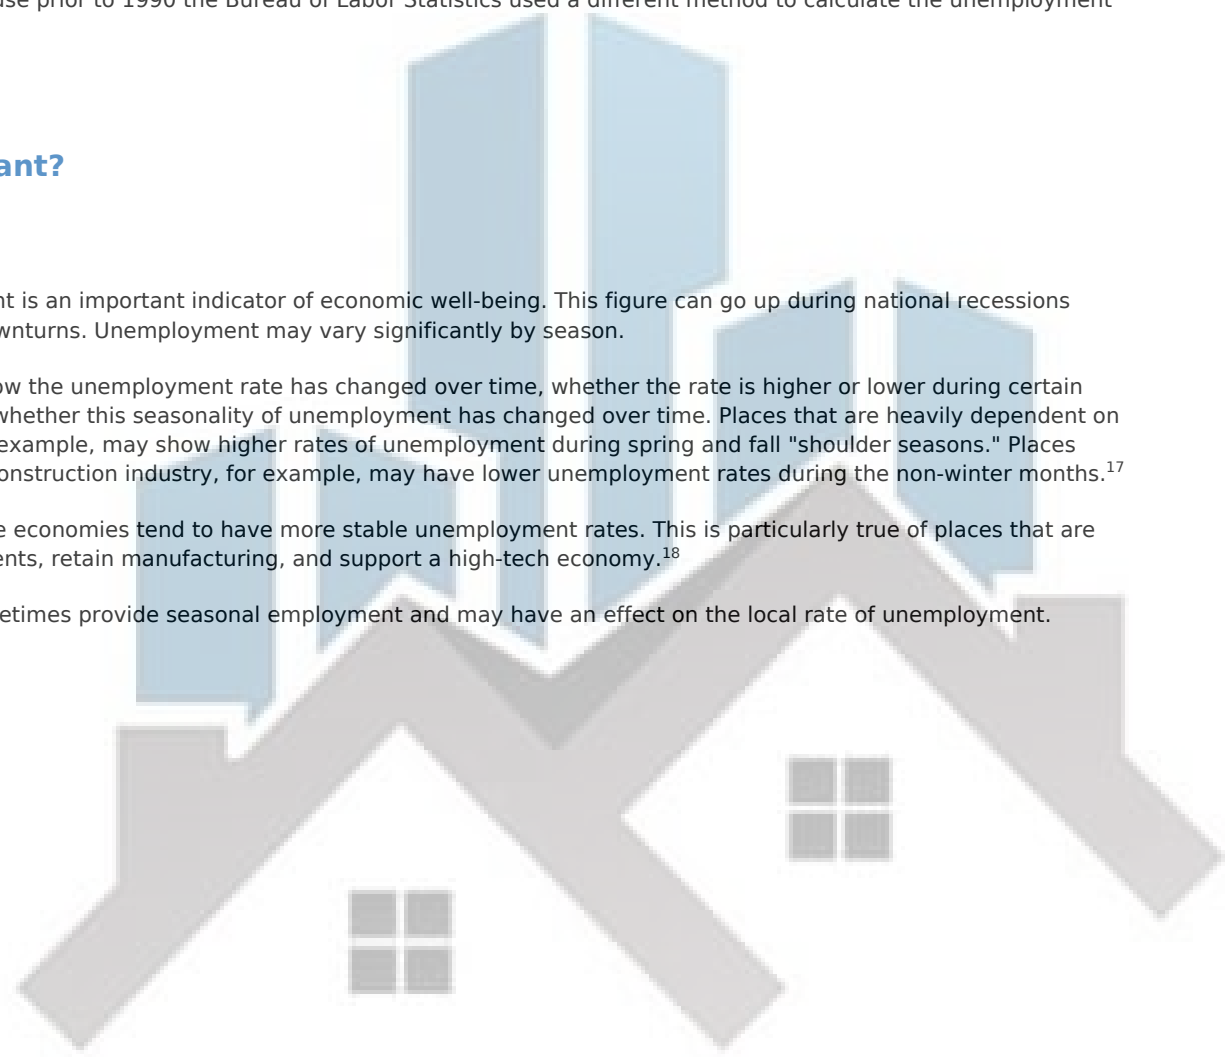 use prior to 1990 the Bureau of Labor Statistics used a different method to calculate the unemployment
ant?
nt is an important indicator of economic well-being. This figure can go up during national recessions
wnturns. Unemployment may vary significantly by season.
ow the unemployment rate has changed over time, whether the rate is higher or lower during certain
whether this seasonality of unemployment has changed over time. Places that are heavily dependent on
example, may show higher rates of unemployment during spring and fall "shoulder seasons." Places
onstruction industry, for example, may have lower unemployment rates during the non-winter months.17
e economies tend to have more stable unemployment rates. This is particularly true of places that are
ents, retain manufacturing, and support a high-tech economy.18
etimes provide seasonal employment and may have an effect on the local rate of unemployment.